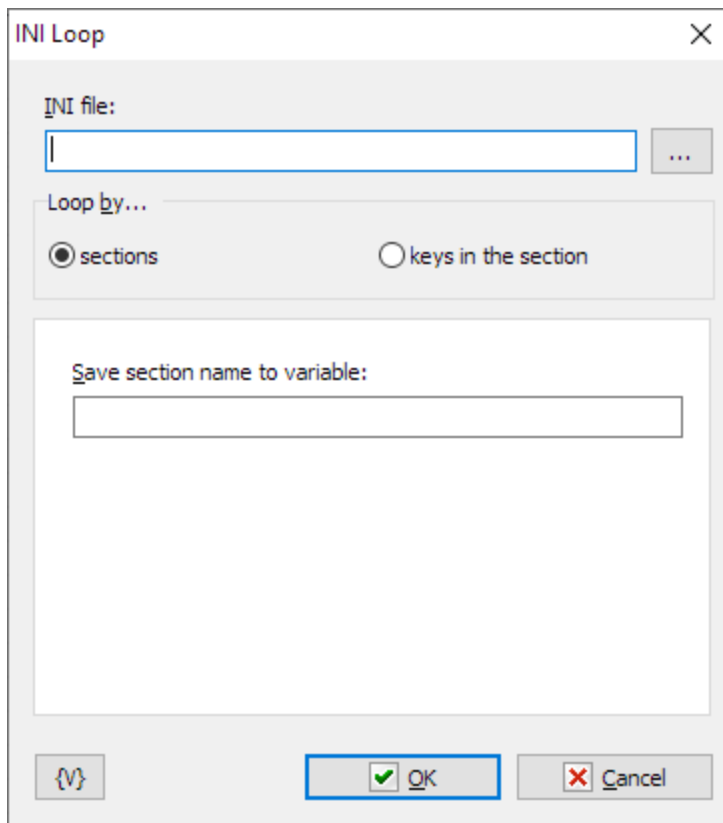 INI Loop
INI file:
...
Loop by...
sections
keys in the section
Save section name to variable:
{V}
OK
Cancel